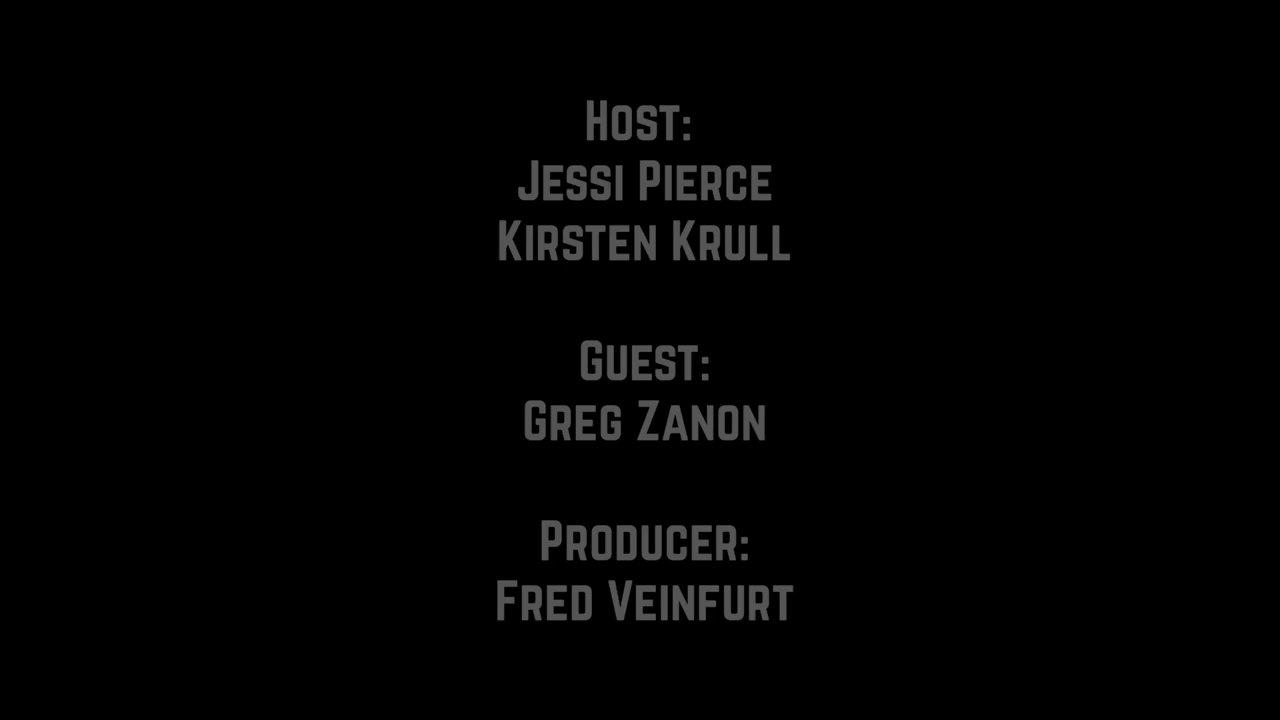 Host:
Jessi Pierce
Kirsten Krull
Guest:
Greg Zanon
Producer:
Fred Veinfurt